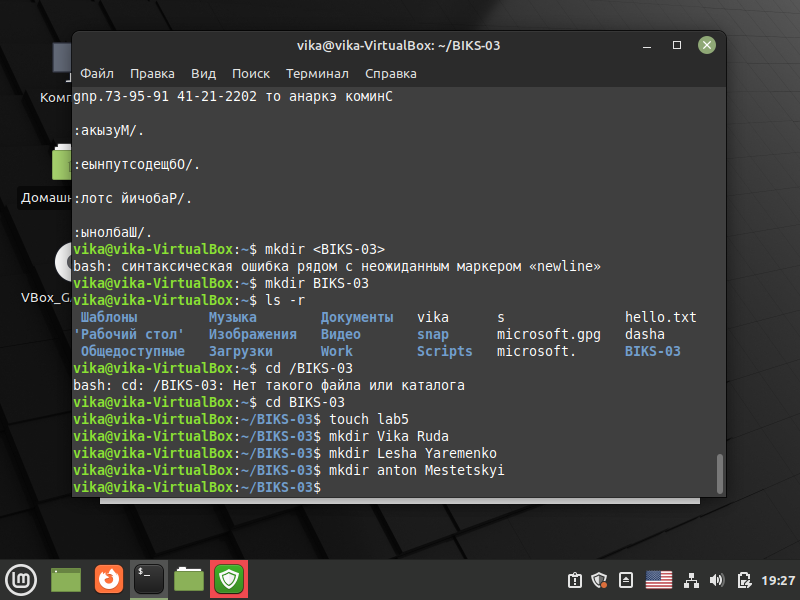 vika@vika-VirtualBox: ~/BIKS-03
Файл Правка Вид Поиск Терминал Справка
gnp.73-95-91 41-21-2202 то анаркэ коминС
:акызуМ/.
:еынпутсодещбО/.
:лотс йичобаР/.
:ынолбаШ/.
vika@vika-VirtualBox:~$ mkdir <BIKS-03>
bash: синтаксическая ошибка рядом с неожиданным маркером «newline»
vika@vika-VirtualBox:~$ mkdir BIKS-03
vika@vika-VirtualBox:~$ ls -r
Шаблоны Музыка Документы vika s hello.txt
'Рабочий стол' Изображения Видео snap microsoft.gpg dasha
Общедоступные Загрузки Work Scripts microsoft. BIKS-03
vika@vika-VirtualBox:~$ cd /BIKS-03
bash: cd: /BIKS-03: Нет такого файла или каталога
vika@vika-VirtualBox:~$ cd BIKS-03
vika@vika-VirtualBox:~/BIKS-03$ touch lab5
vika@vika-VirtualBox:~/BIKS-03$ mkdir Vika Ruda
vika@vika-VirtualBox:~/BIKS-03$ mkdir Lesha Yaremenko
vika@vika-VirtualBox:~/BIKS-03$ mkdir anton Mestetskyi
vika@vika-VirtualBox:~/BIKS-03$
Комп
Домашн
VBox_G
$_
19:27